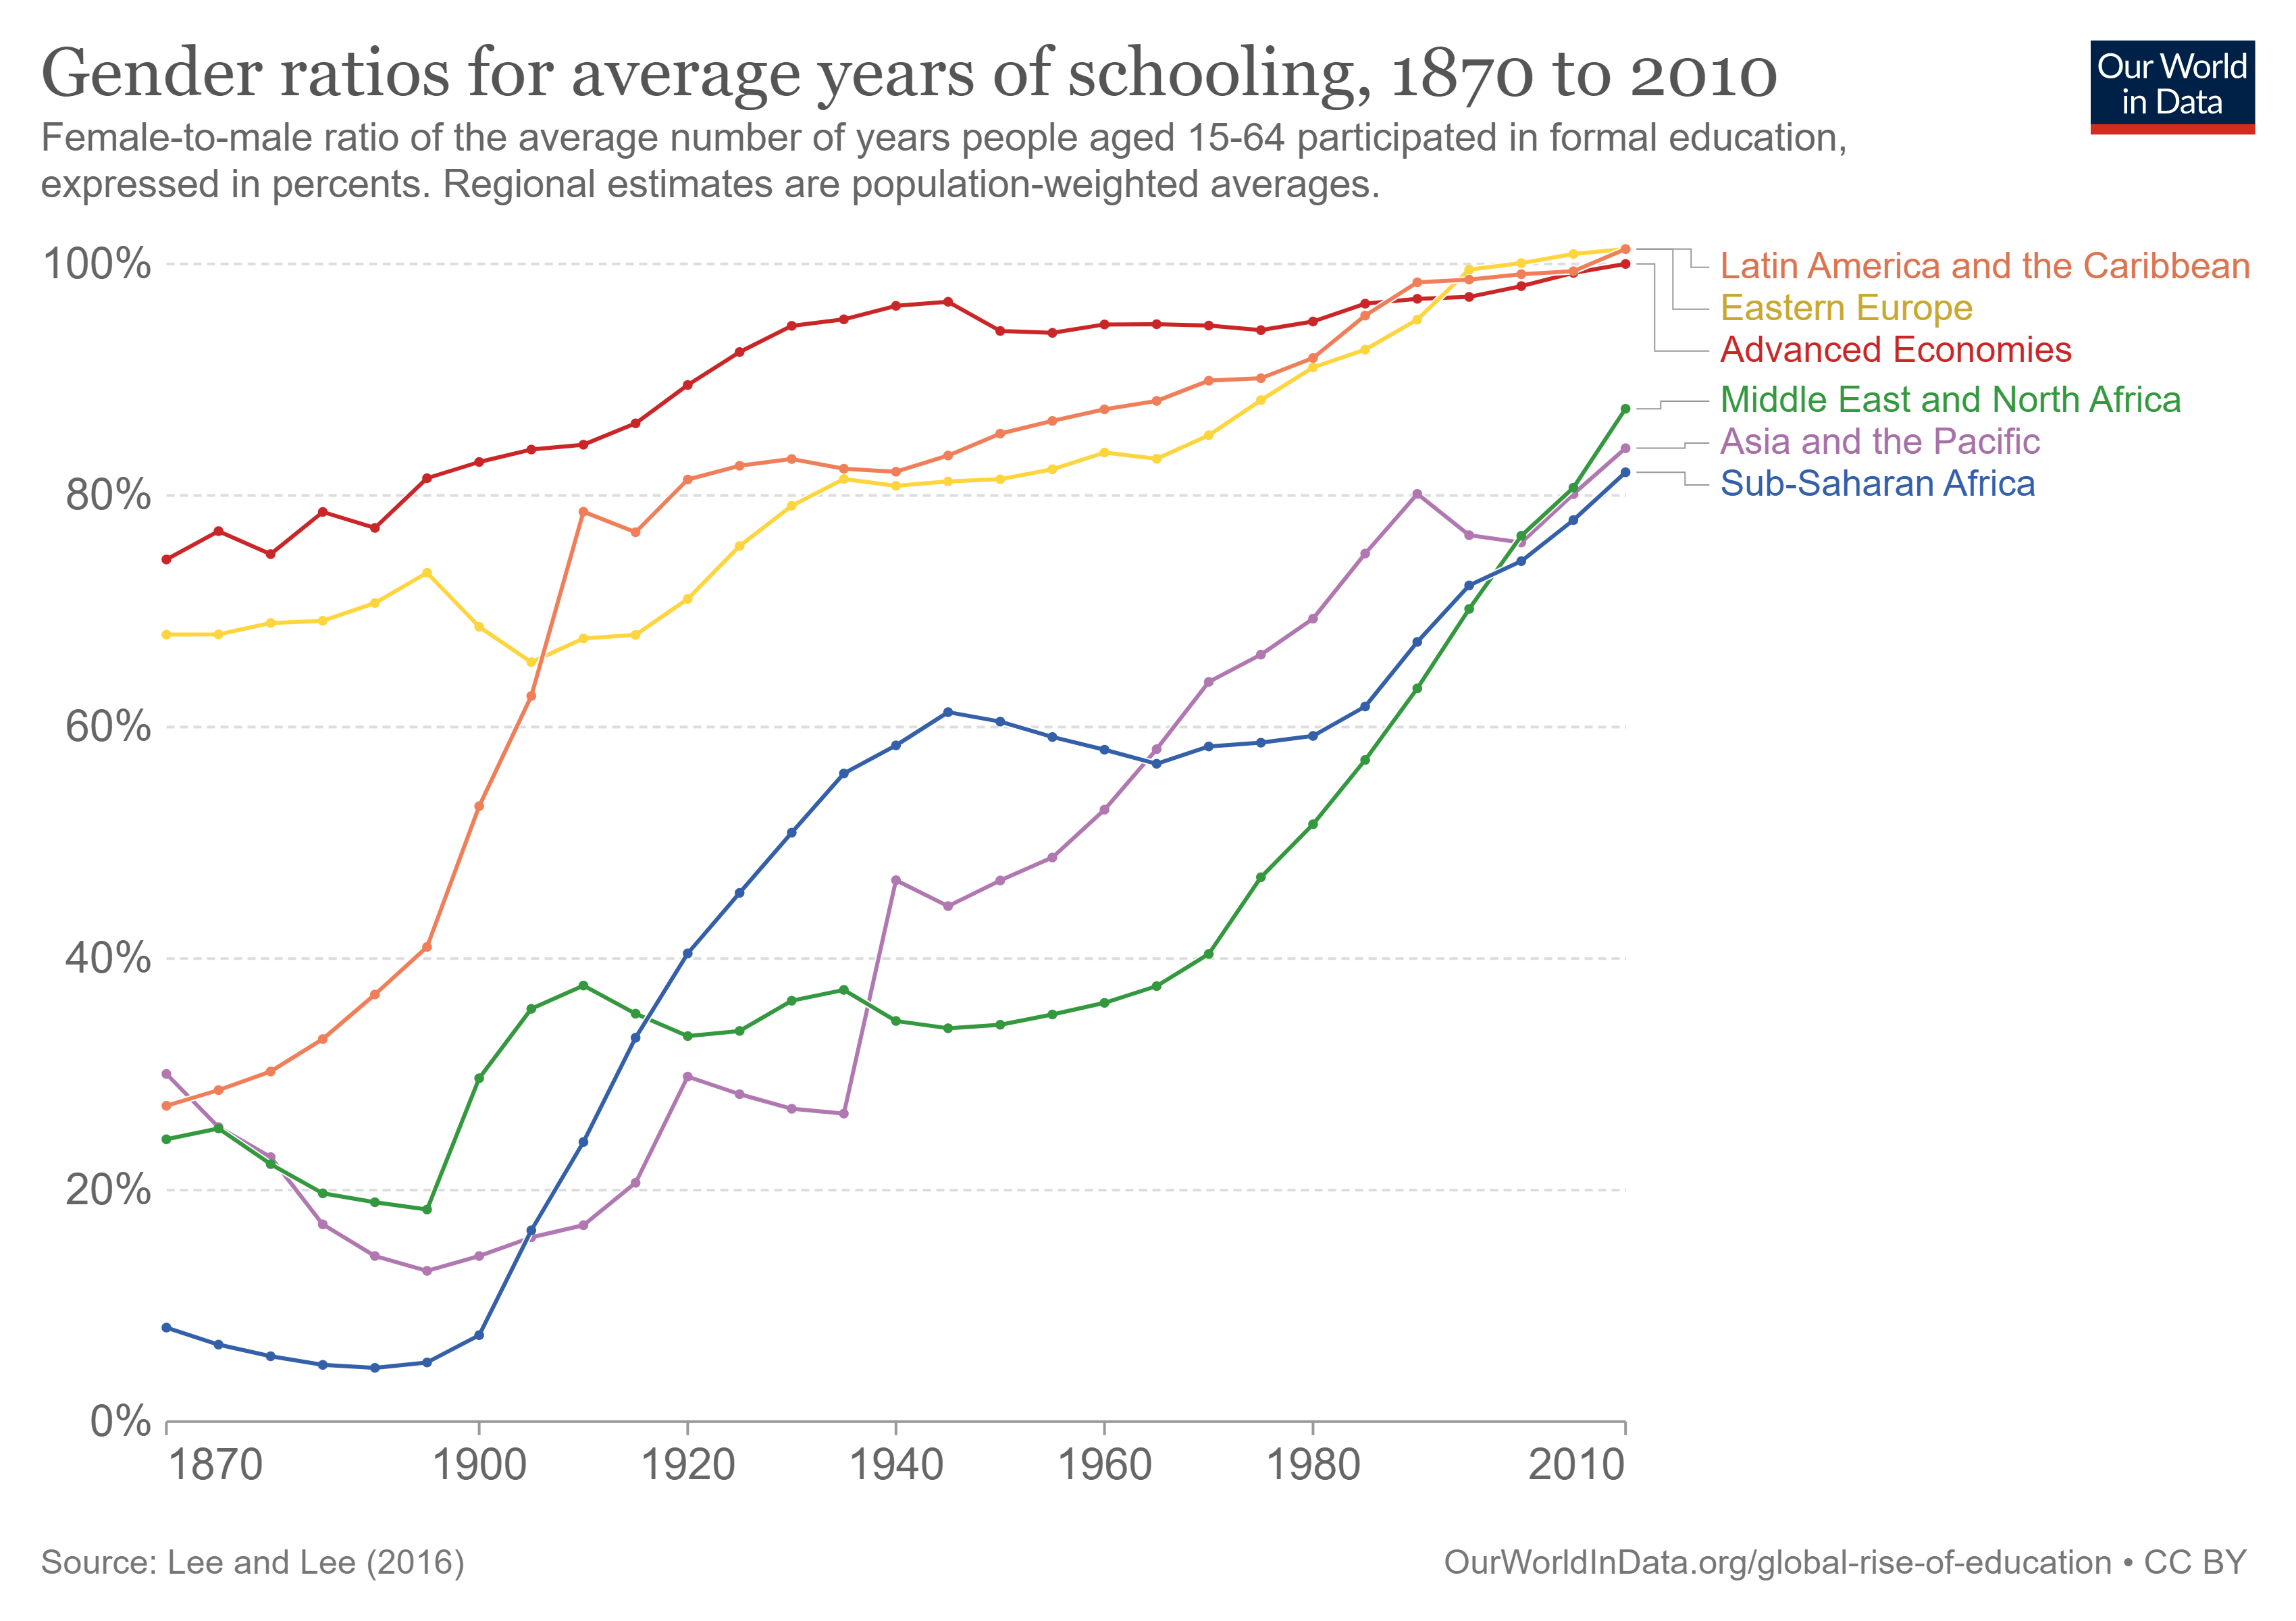 Gender ratios for average years of schooling, 1870 to 2010
Our World
in Data
Female-to-male ratio of the average number of years people aged 15-64 participated in formal education,
expressed in percents. Regional estimates are population-weighted averages.
100%
80%
60%
40%
20%
0%
Latin America and the Caribbean
Eastern Europe
Advanced Economies
Middle East and North Africa
Asia and the Pacific
Sub-Saharan Africa
1870 1900 1920 1940 1960 1980 2010
Source: Lee and Lee (2016)
OurWorldInData.org/global-rise-of-education • CC BY